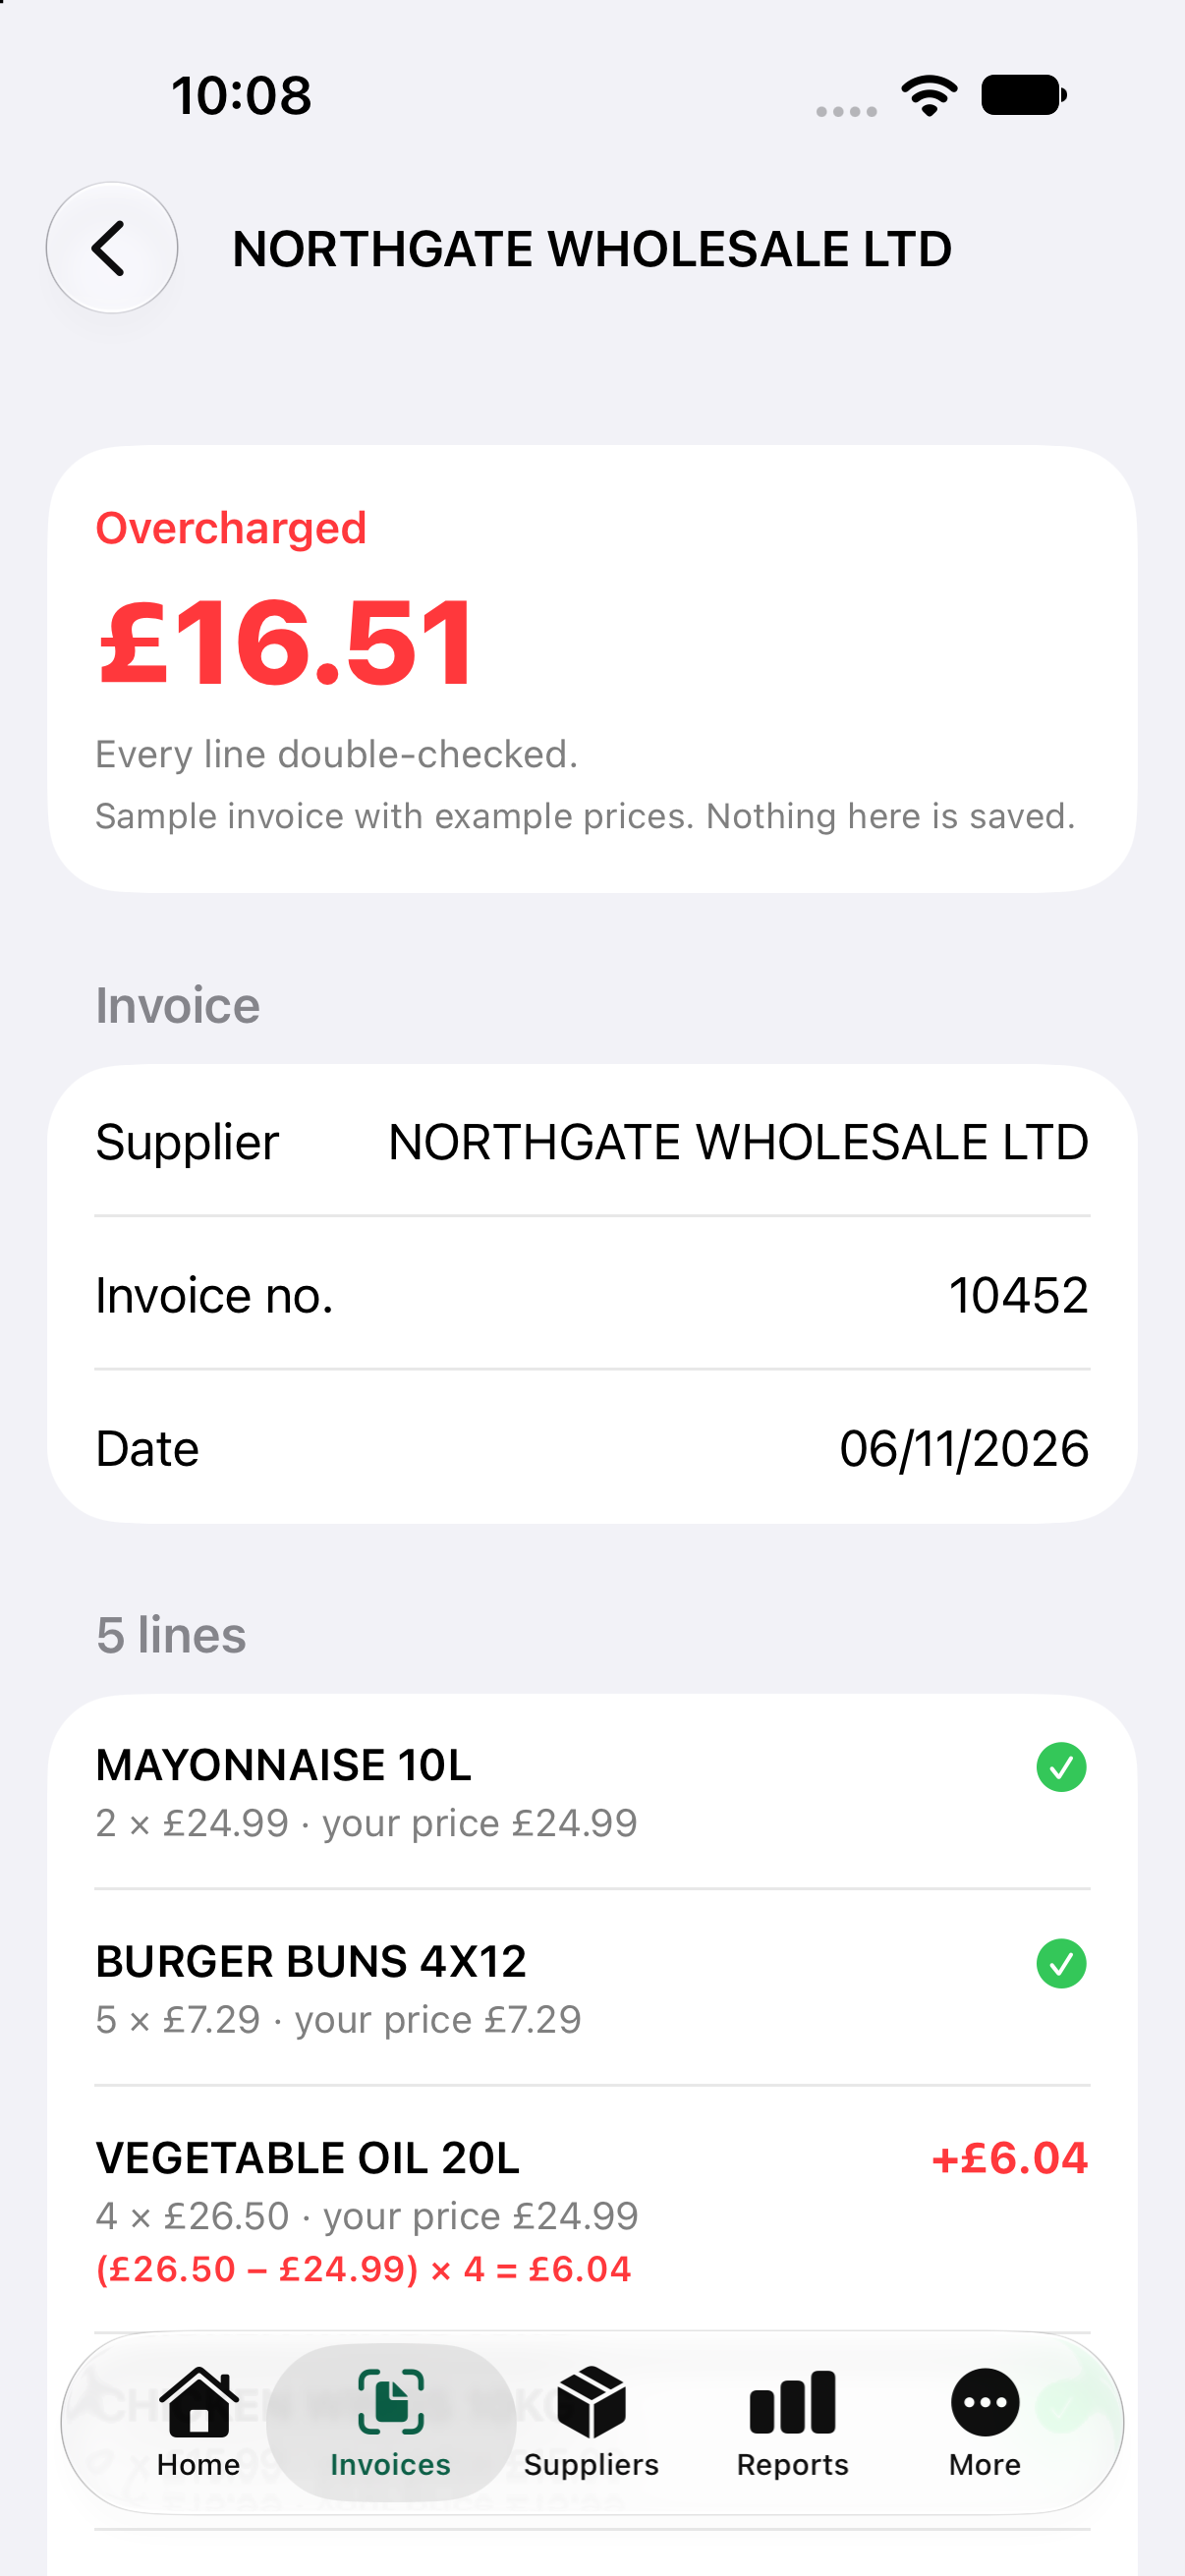 10:08
NORTHGATE WHOLESALE LTD
Overcharged
£16.51
Every line double-checked.
Sample invoice with example prices. Nothing here is saved.
Invoice
Supplier NORTHGATE WHOLESALE LTD
Invoice no. 10452
Date 06/11/2026
5 lines
MAYONNAISE 10L
2 × £24.99 · your price £24.99
BURGER BUNS 4X12
5 × £7.29 · your price £7.29
VEGETABLE OIL 20L +£6.04
4 × £26.50 · your price £24.99
(£26.50 – £24.99) × 4 = £6.04
Home Invoices Suppliers Reports More